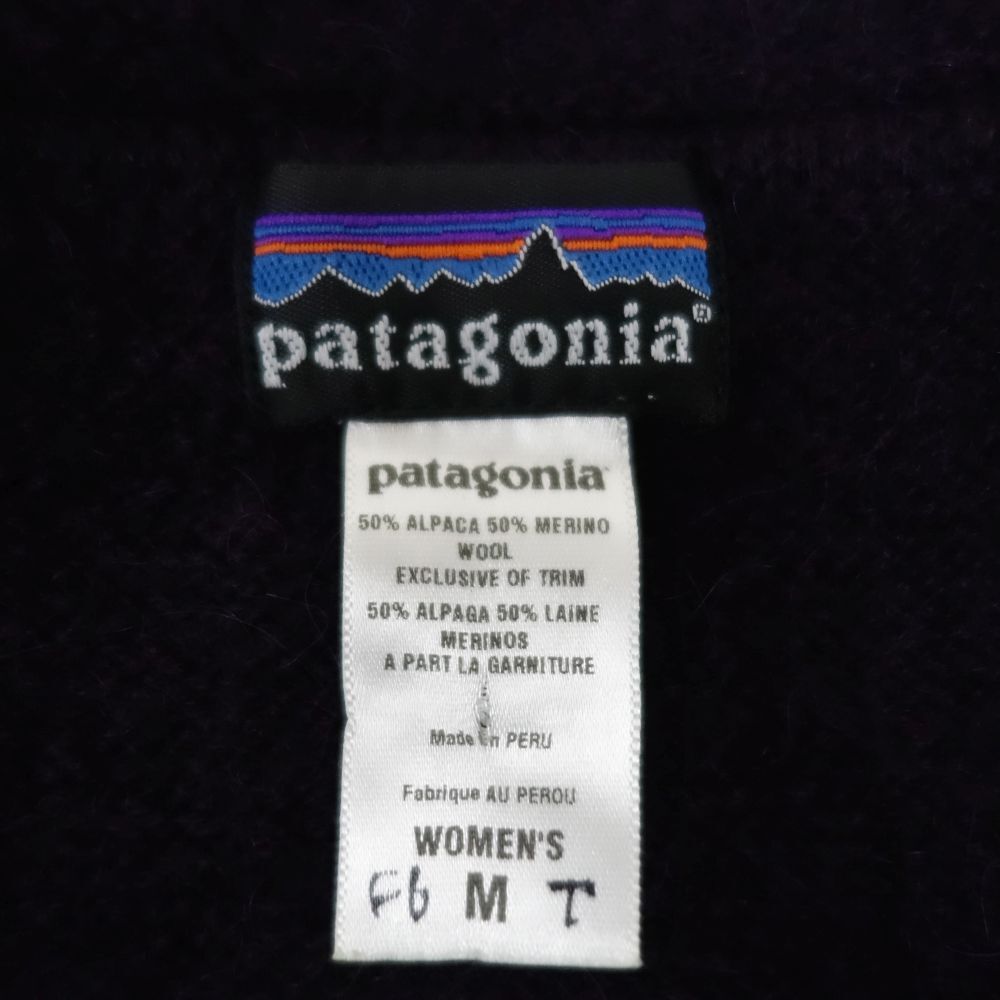 patagonia®
patagonia
50% ALPACA 50% MERINO
WOOL
EXCLUSIVE OF TRIM
50% ALPAGA 50% LAINE
MERINOS
A PART LA GARNITURE
Made in PERU
Fabrique AU PEROU
WOMEN'S
F6 M T